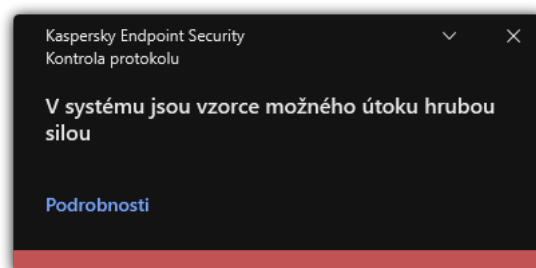 Kaspersky Endpoint Security
Kontrola protokolu
V systému jsou vzorce možného útoku hrubou
silou
Podrobnosti